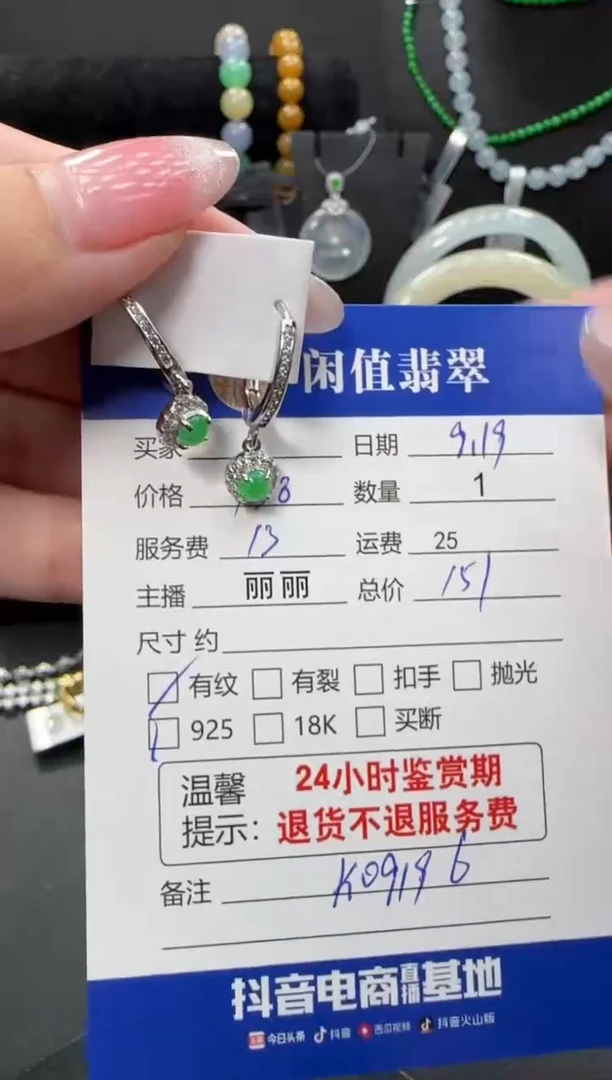 闲值翡翠
买家 日期 9.19
价格 8 数量 1
服务费 13 运费 25
主播 丽丽 总价 151
尺寸 约
有纹 有裂 扣手 抛光
925 18K 买断
温馨 24小时鉴赏期
提示: 退货不退服务费
备注 K09196
抖音电商直播基地
今日头条 抖音 西瓜视频 抖音火山版